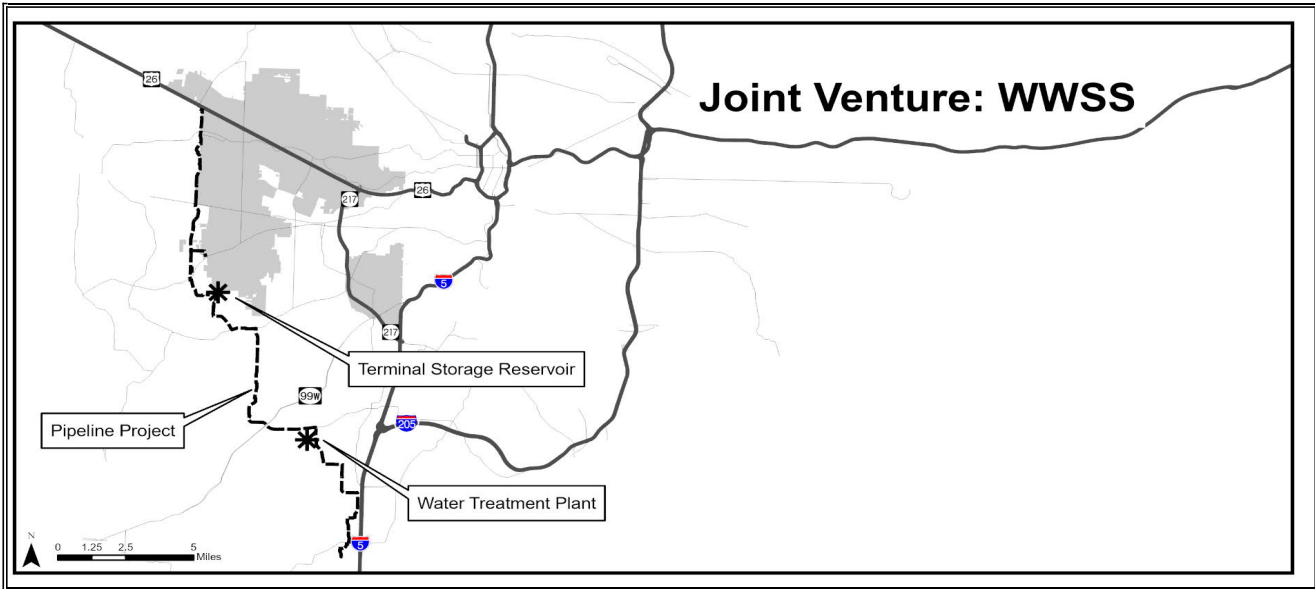 Joint Venture: WWSS
26
26
217
5
217
Terminal Storage Reservoir
99W
205
Pipeline Project
Water Treatment Plant
5
N
0 1.25 2.5 5
Miles